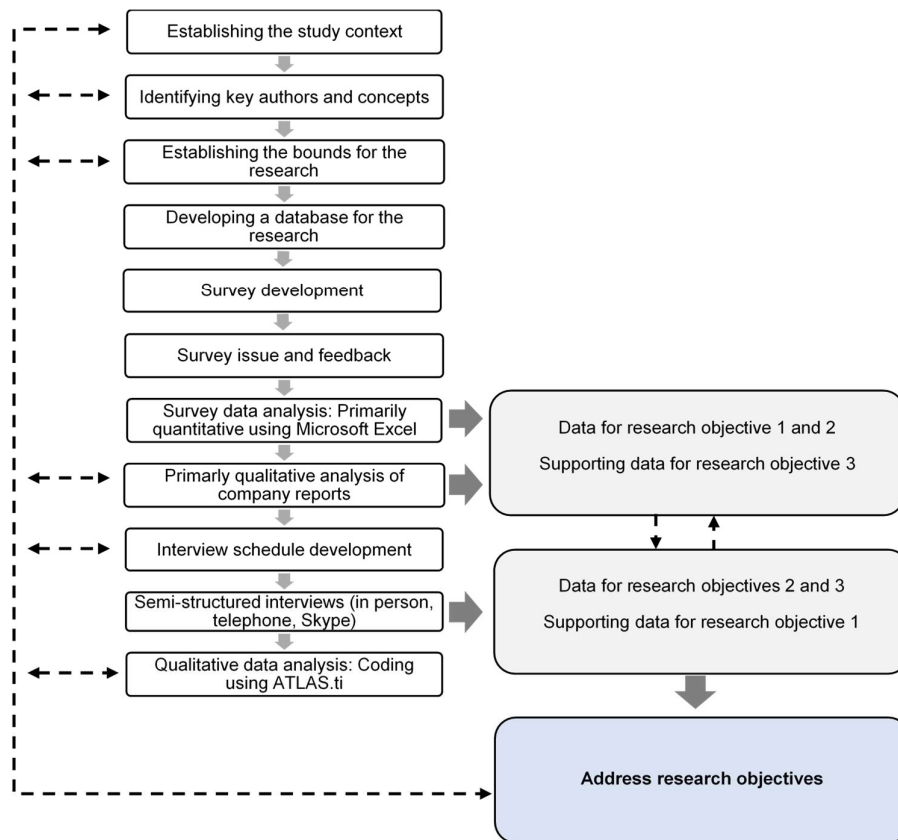 Establishing the study context
Identifying key authors and concepts
Establishing the bounds for the
research
Developing a database for the
research
Survey development
Survey issue and feedback
Survey data analysis: Primarily
quantitative using Microsoft Excel
Primarly qualitative analysis of
company reports
Interview schedule development
Semi-structured interviews (in person,
telephone, Skype)
Qualitative data analysis: Coding
using ATLAS.ti
Data for research objective 1 and 2
Supporting data for research objective 3
Data for research objectives 2 and 3
Supporting data for research objective 1
Address research objectives